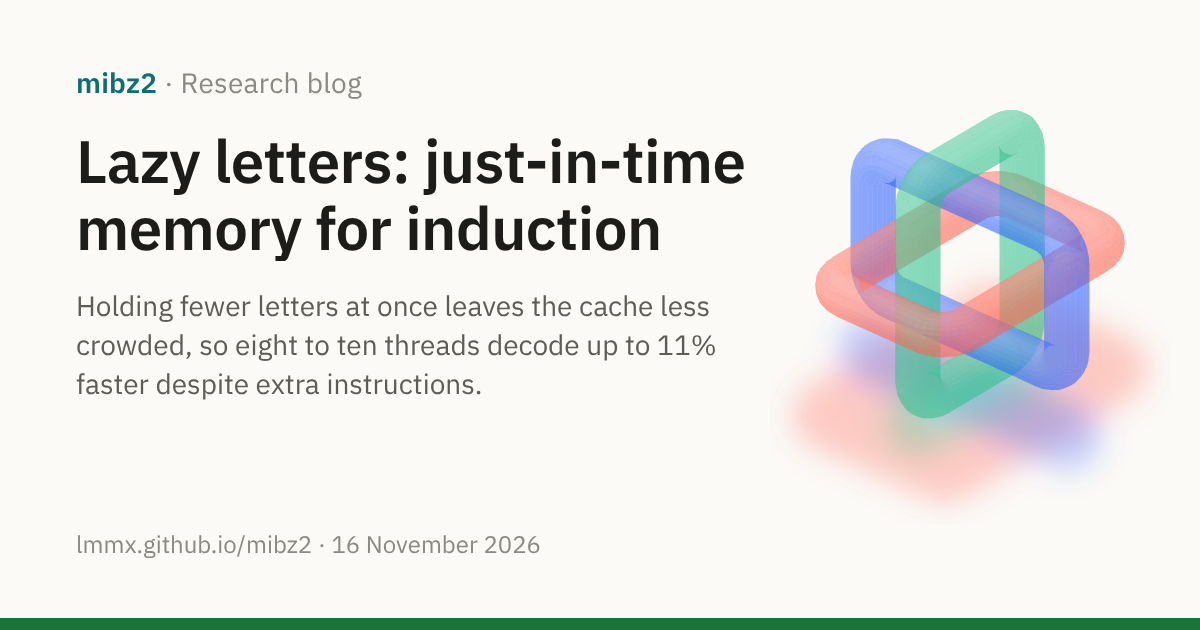 mibz2 · Research blog
Lazy letters: just-in-time
memory for induction
Holding fewer letters at once leaves the cache less
crowded, so eight to ten threads decode up to 11%
faster despite extra instructions.
lmmx.github.io/mibz2 · 16 November 2026